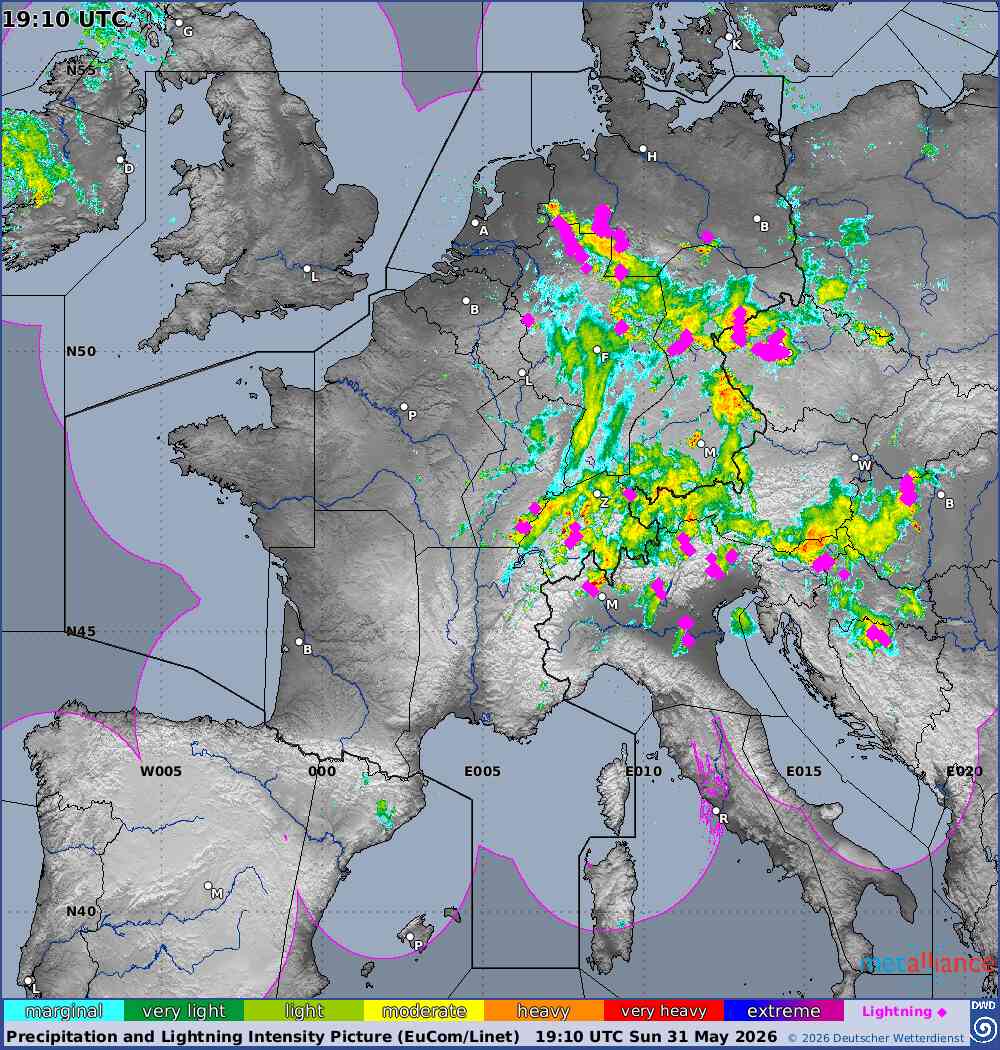 19:10 UTC
G
K
N55
D
H
A
B
L
B
N50
F
L
P
M
W
Z
B
M
N45
B
W005
000
E005
E010
E015
E020
R
M
N40
P
L
metalliance
marginal
very light
light
moderate
heavy
very heavy
extreme
Lightning ◆
DWD
Precipitation and Lightning Intensity Picture (EuCom/Linet) 19:10 UTC Sun 31 May 2026 © 2026 Deutscher Wetterdienst